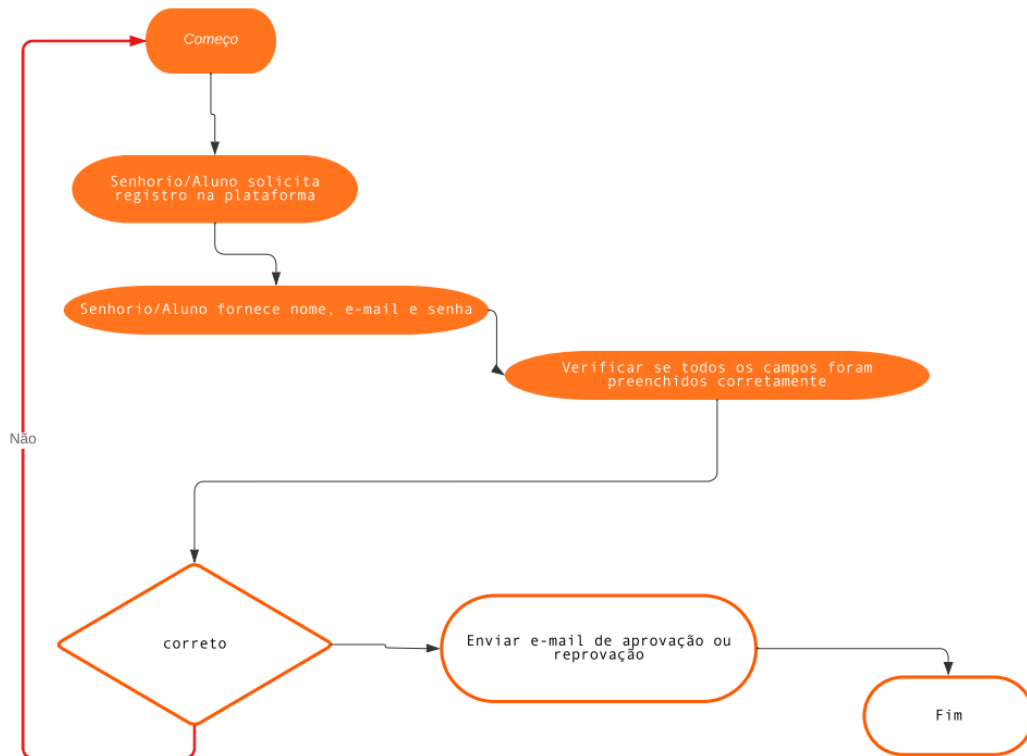 Começo
Senhorio/Aluno solicita
registro na plataforma
Senhorio/Aluno fornece nome, e-mail e senha
Verificar se todos os campos foram
preenchidos corretamente
Não
correto
Enviar e-mail de aprovação ou
reprovação
Fim